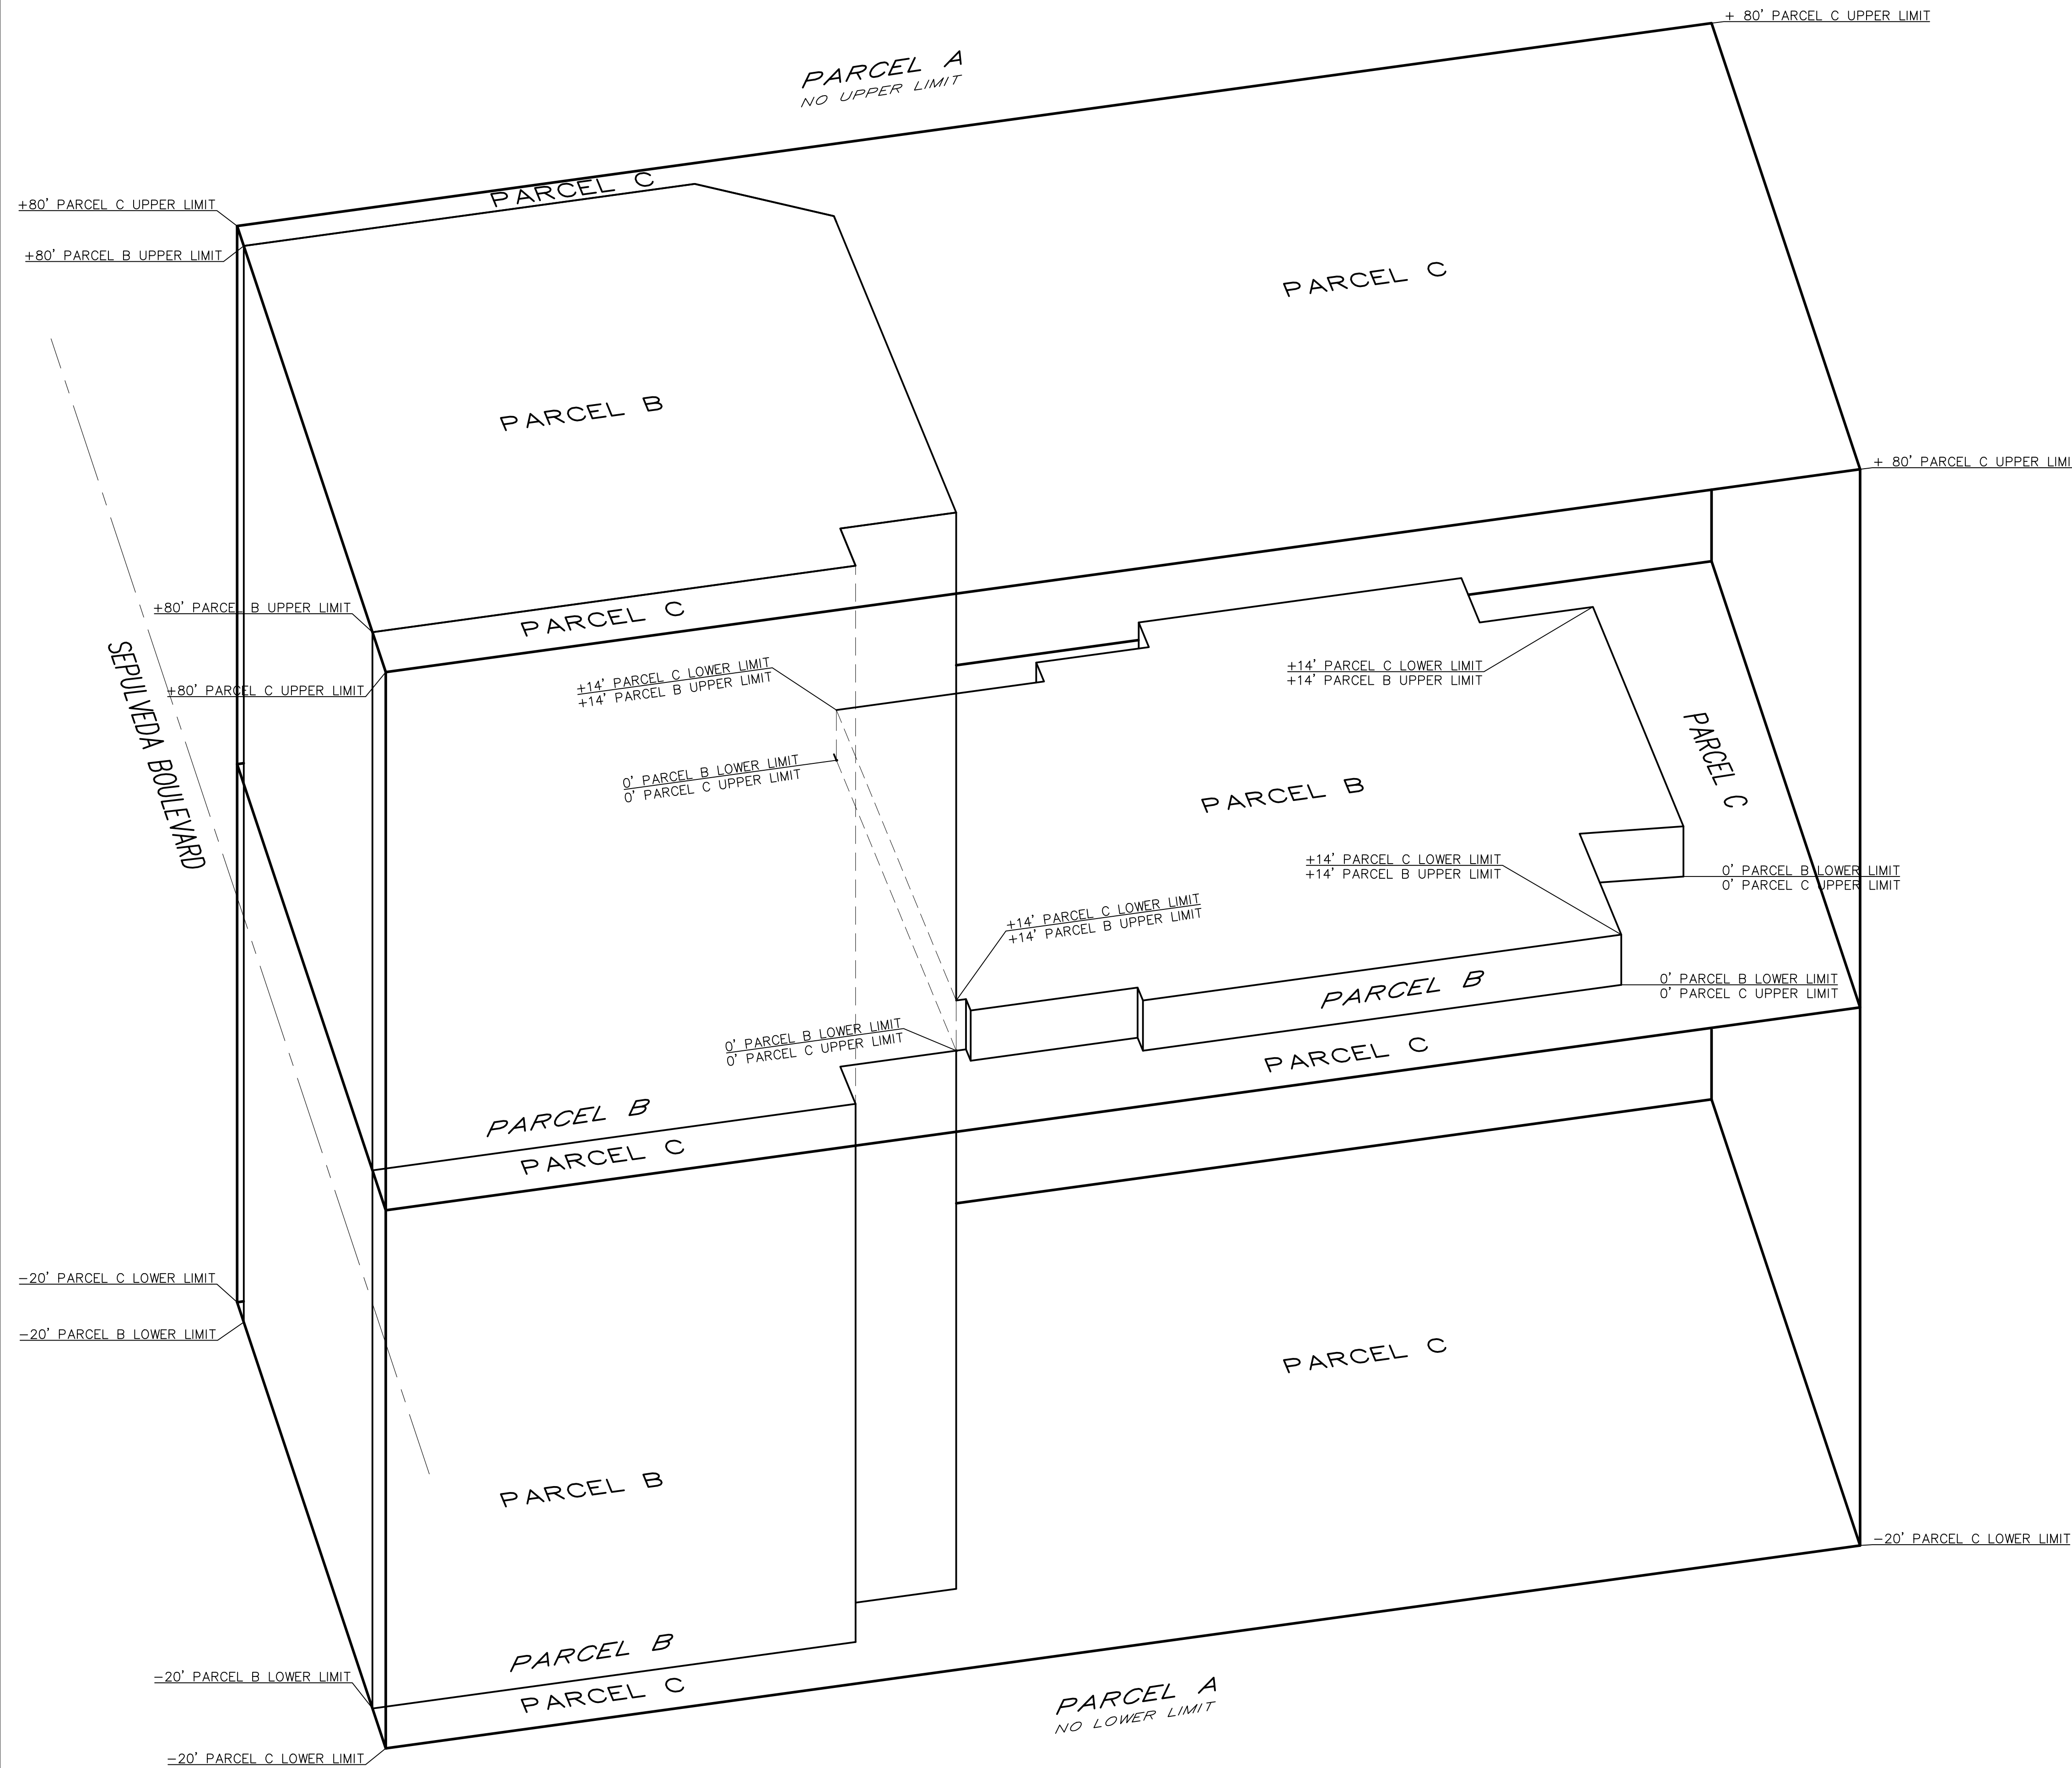 + 80' PARCEL C UPPER LIMIT
PARCEL A
NO UPPER LIMIT
PARCEL C
+80' PARCEL C UPPER LIMIT
+80' PARCEL B UPPER LIMIT
PARCEL C
PARCEL B
+ 80' PARCEL C UPPER LIMI
+80' PARCEL B UPPER LIMIT
PARCEL C
+80' PARCEL C UPPER LIMIT
+14' PARCEL C LOWER LIMIT
+14' PARCEL B UPPER LIMIT
+14' PARCEL C LOWER LIMIT
+14' PARCEL B UPPER LIMIT
SEPULVEDA BOULEVARD
PARCEL C
0' PARCEL B LOWER LIMIT
0' PARCEL C UPPER LIMIT
PARCEL B
+14' PARCEL C LOWER LIMIT
+14' PARCEL B UPPER LIMIT
0' PARCEL B LOWER LIMIT
0' PARCEL C UPPER LIMIT
+14' PARCEL C LOWER LIMIT
+14' PARCEL B UPPER LIMIT
PARCEL B
0' PARCEL B LOWER LIMIT
0' PARCEL C UPPER LIMIT
0' PARCEL B LOWER LIMIT
0' PARCEL C UPPER LIMIT
PARCEL C
PARCEL B
PARCEL C
-20' PARCEL C LOWER LIMIT
-20' PARCEL B LOWER LIMIT
PARCEL C
PARCEL B
-20' PARCEL C LOWER LIMIT
PARCEL B
-20' PARCEL B LOWER LIMIT
PARCEL C
PARCEL A
NO LOWER LIMIT
-20' PARCEL C LOWER LIMIT